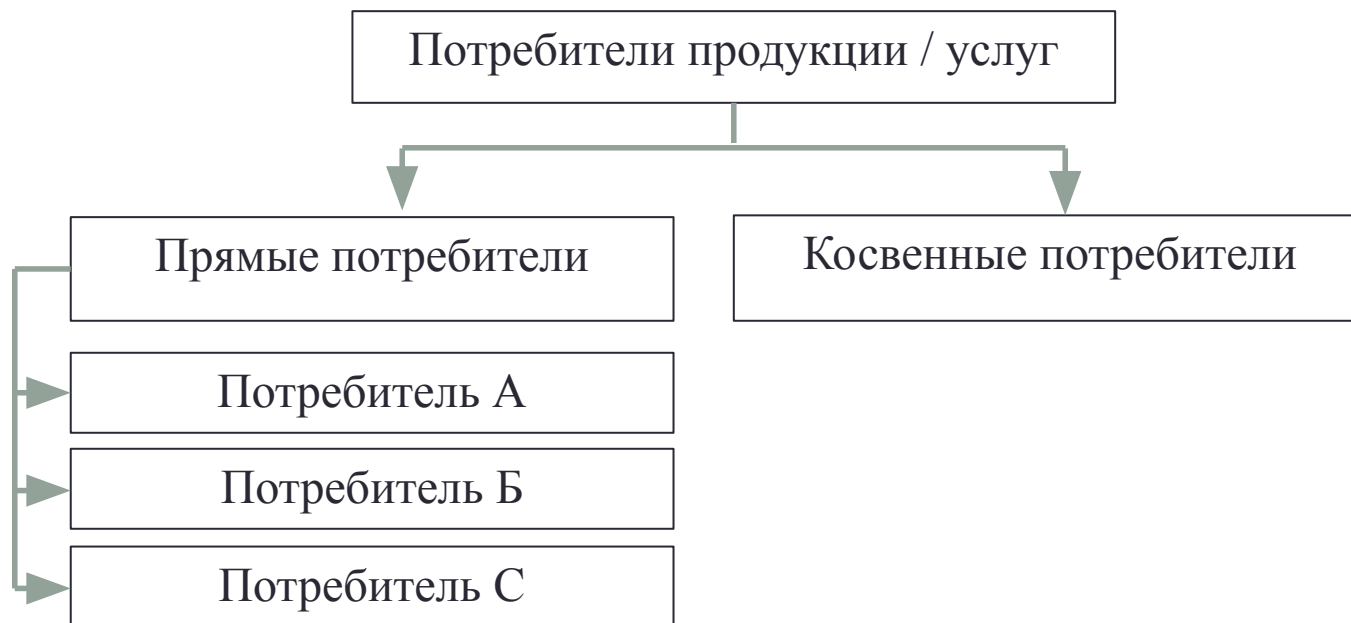 Потребители продукции / услуг
Прямые потребители
Косвенные потребители
Потребитель А
Потребитель Б
Потребитель С